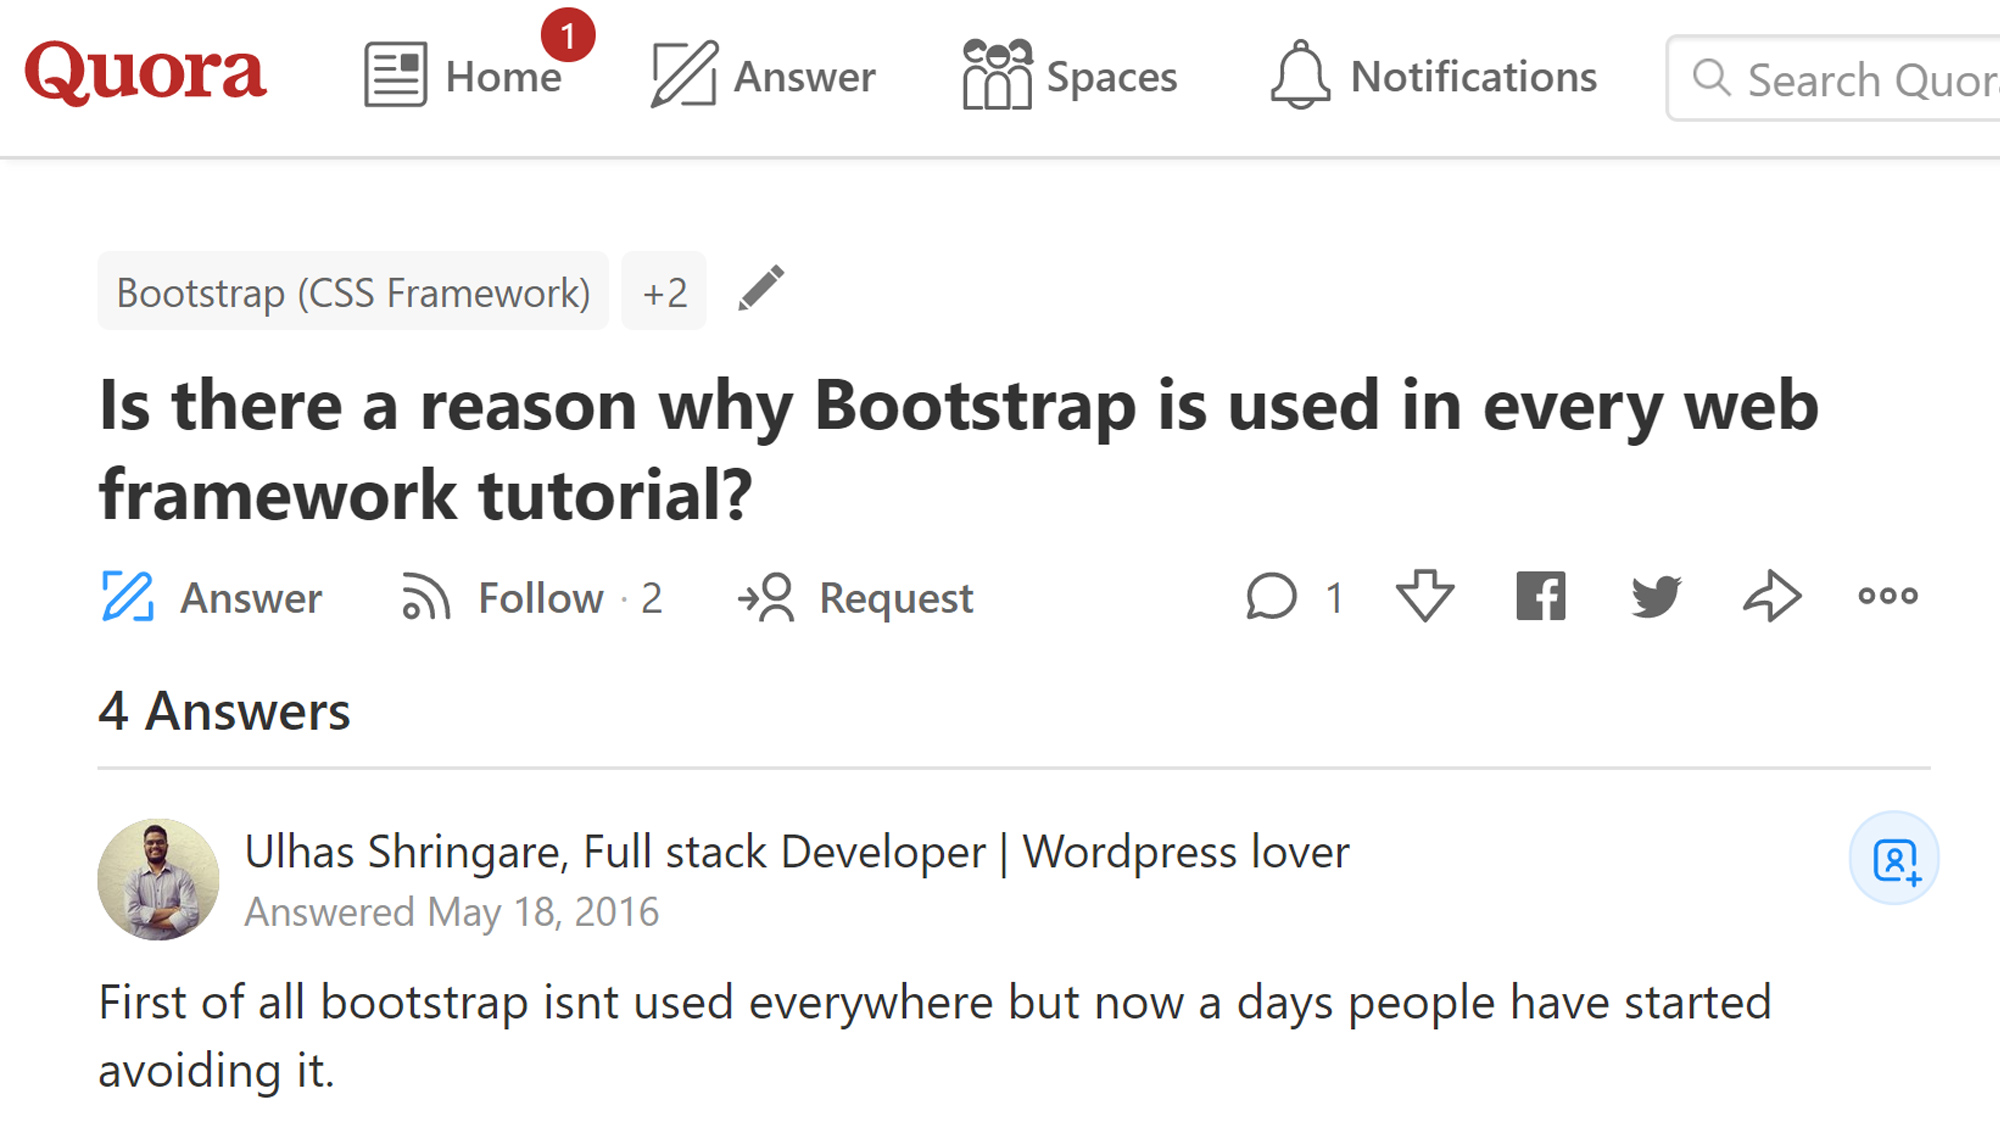 Quora
Home
1
Answer
Spaces
Notifications
Search Quor
Bootstrap (CSS Framework)
+2
Is there a reason why Bootstrap is used in every web
framework tutorial?
Answer
Follow · 2
Request
1
4 Answers
Ulhas Shringare, Full stack Developer | Wordpress lover
Answered May 18, 2016
First of all bootstrap isnt used everywhere but now a days people have started
avoiding it.